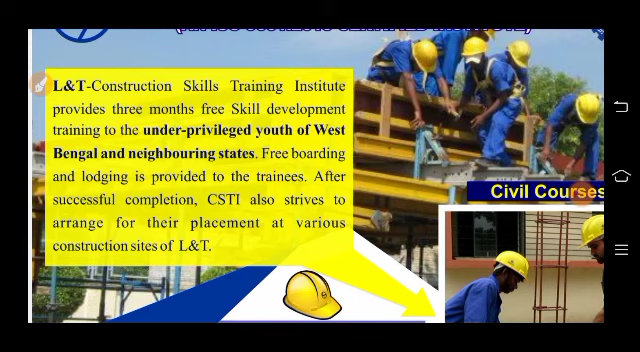 L&T-Construction Skills Training Institute
provides three months free Skill development
training to the under-privileged youth of West
Bengal and neighbouring states. Free boarding
and lodging is provided to the trainees. After
successful completion, CSTI also strives to
arrange for their placement at various
construction sites of L&T.
Civil Courses